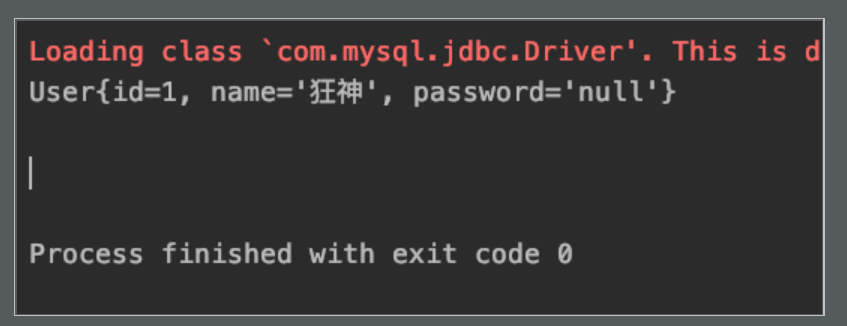 Loading class `com.mysql.jdbc.Driver'. This is d
User{id=1, name='狂神', password='null'}
Process finished with exit code 0